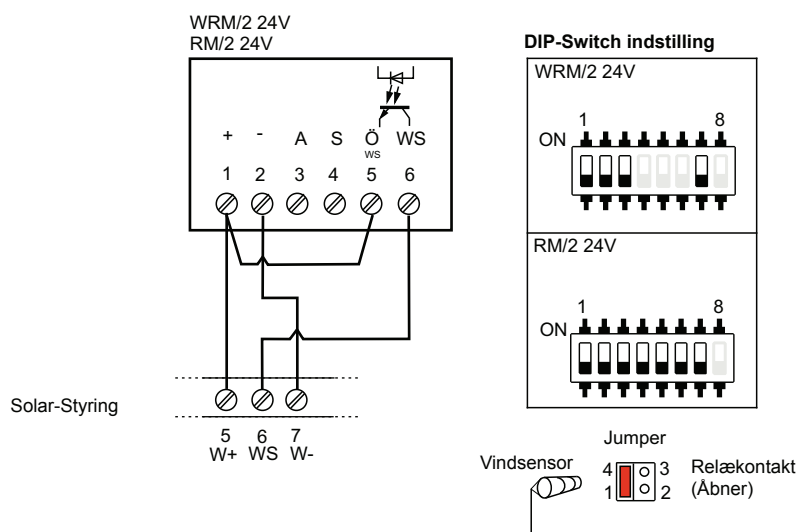 WRM/2 24V
RM/2 24V
+ - A S Ö WS
WS
1 2 3 4 5 6
Solar-Styring
5 6 7
W+ WS W-
DIP-Switch indstilling
WRM/2 24V
1 8
ON
RM/2 24V
1 8
ON
Jumper
Vindsensor
4 3 Relækontakt
1 2 (Åbner)